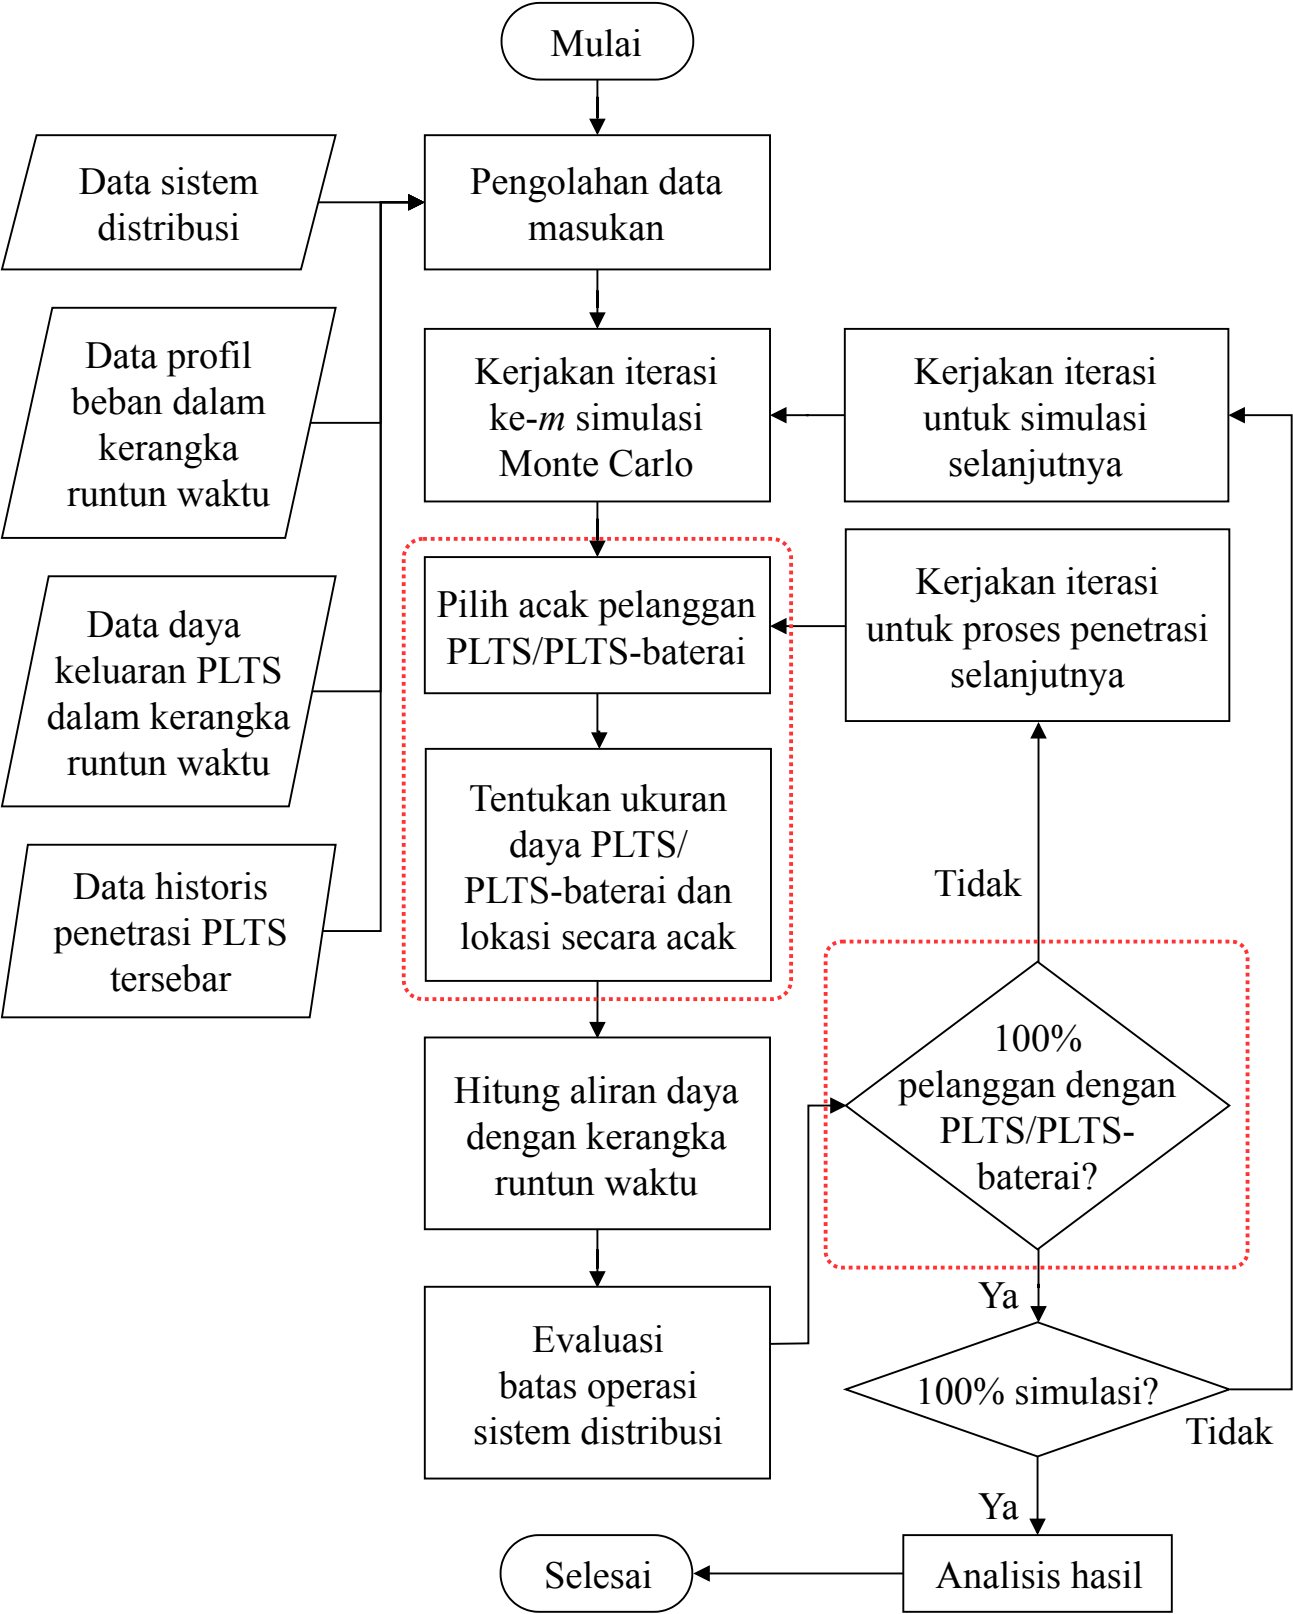 Mulai
Data sistem
distribusi
Pengolahan data
masukan
Data profil
beban dalam
kerangka
runtun waktu
Kerjakan iterasi
ke-m simulasi
Monte Carlo
Kerjakan iterasi
untuk simulasi
selanjutnya
Pilih acak pelanggan
PLTS/PLTS-baterai
Kerjakan iterasi
untuk proses penetrasi
selanjutnya
Data daya
keluaran PLTS
dalam kerangka
runtun waktu
Tentukan ukuran
daya PLTS/
PLTS-baterai dan
lokasi secara acak
Data historis
penetrasi PLTS
tersebar
Tidak
Hitung aliran daya
dengan kerangka
runtun waktu
100%
pelanggan dengan
PLTS/PLTS-
baterai?
Evaluasi
batas operasi
sistem distribusi
Ya
100% simulasi?
Tidak
Ya
Analisis hasil
Selesai